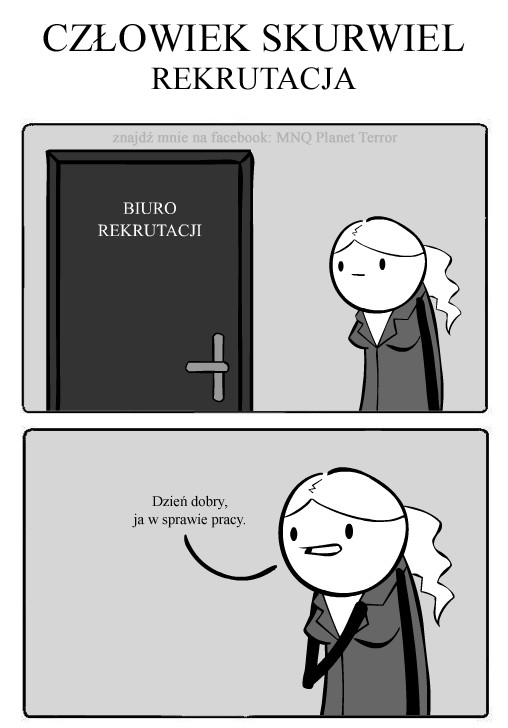 CZŁOWIEK SKURWIEL
REKRUTACJA
znajdź mnie na facebook: MNQ Planet Terror
BIURO
REKRUTACJI
Dzień dobry,
ja w sprawie pracy.